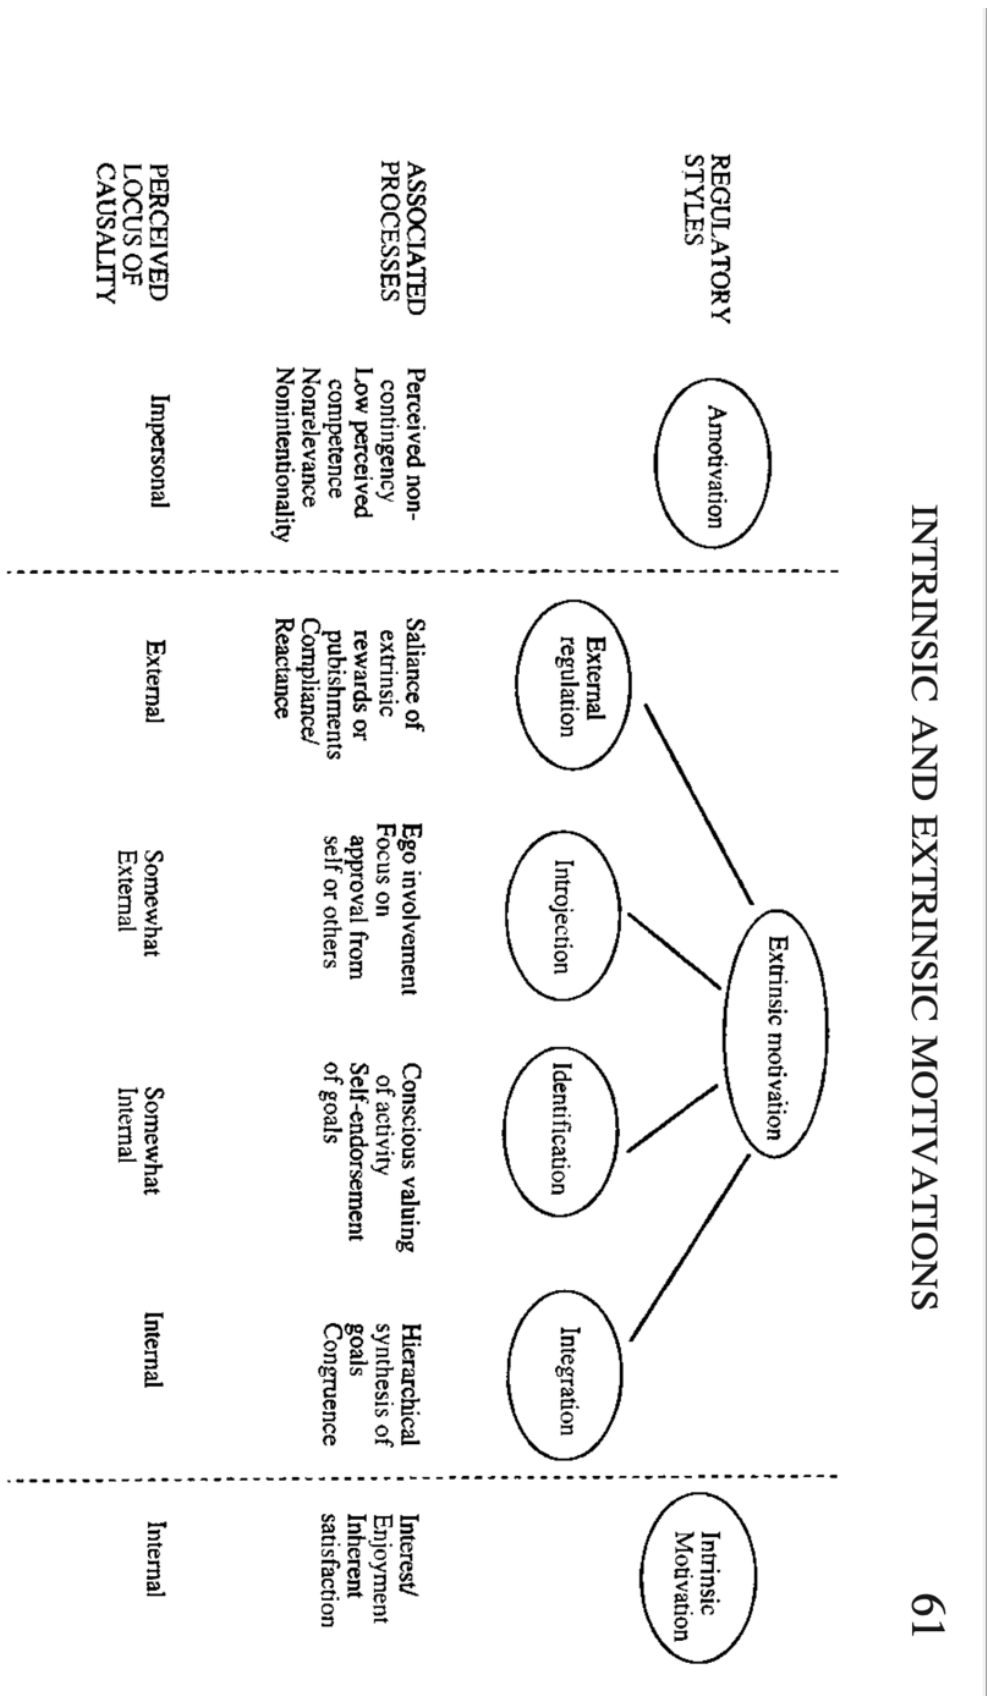 INTRINSIC AND EXTRINSIC MOTIVATIONS
61
REGULATORY
STYLES
Amotivation
Extrinsic motivation
Intrinsic
Motivation
External
regulation
Introjection
Identification
Integration
ASSOCIATED
PROCESSES
Perceived non-
contingency
Low perceived
competence
Nonrelevance
Nonintentionality
Saliance of
extrinsic
rewards or
pubishments
Compliance/
Reactance
Ego involvement
Focus on
approval from
self or others
Conscious valuing
of activity
Self-endorsement
of goals
Hierarchical
synthesis of
goals
Congruence
Interest/
Enjoyment
Inherent
satisfaction
PERCEIVED
LOCUS OF
CAUSALITY
Impersonal
External
Somewhat
External
Somewhat
Internal
Internal
Internal